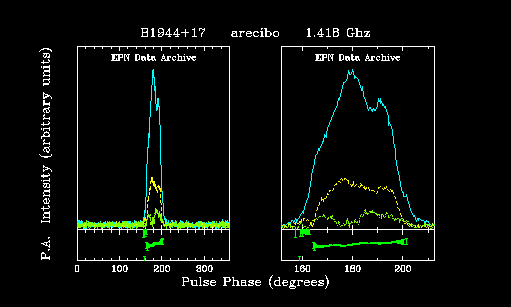 B1944+17 arecibo 1.418 Ghz
EPN Data Archive EPN Data Archive
P.A. Intensity (arbitrary units)
0 100 200 300 160 180 200
Pulse Phase (degrees)